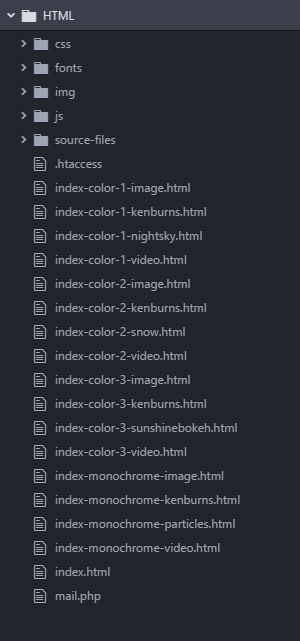 HTML
css
fonts
img
js
source-files
.htaccess
index-color-1-image.html
index-color-1-kenburns.html
index-color-1-nightsky.html
index-color-1-video.html
index-color-2-image.html
index-color-2-kenburns.html
index-color-2-snow.html
index-color-2-video.html
index-color-3-image.html
index-color-3-kenburns.html
index-color-3-sunshinebokeh.html
index-color-3-video.html
index-monochrome-image.html
index-monochrome-kenburns.html
index-monochrome-particles.html
index-monochrome-video.html
index.html
mail.php